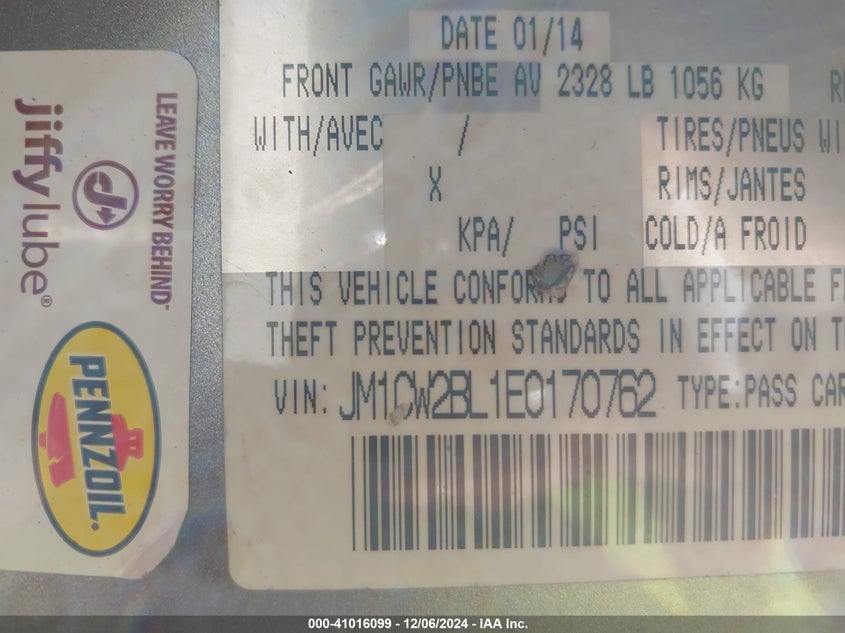 DATE 01/14
FRONT GAWR/PNBE AV 2328 LB 1056 KG
WITH/AVEC / TIRES/PNEUS WI
X RIMS/JANTES
KPA/ PSI COLD/A FROID
THIS VEHICLE CONFORMS TO ALL APPLICABLE
THEFT PREVENTION STANDARDS IN EFFECT ON
VIN: JM1CW2BL1E0170762 TYPE:PASS CAR
LEAVE WORRY BEHIND
jiffy lube®
PENNZOIL®
000-41016099 - 12/06/2024 - IAA Inc.